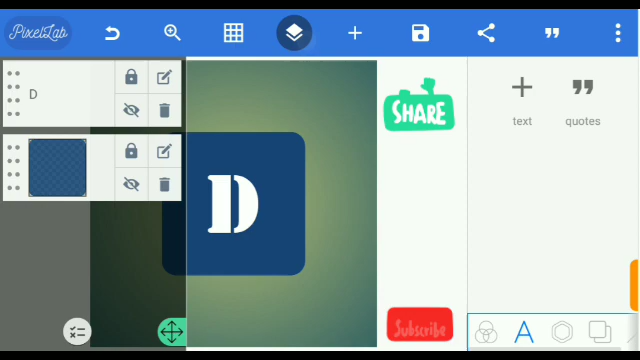 PixelLab
D
SHARE
text
quotes
D
Subscribe
A